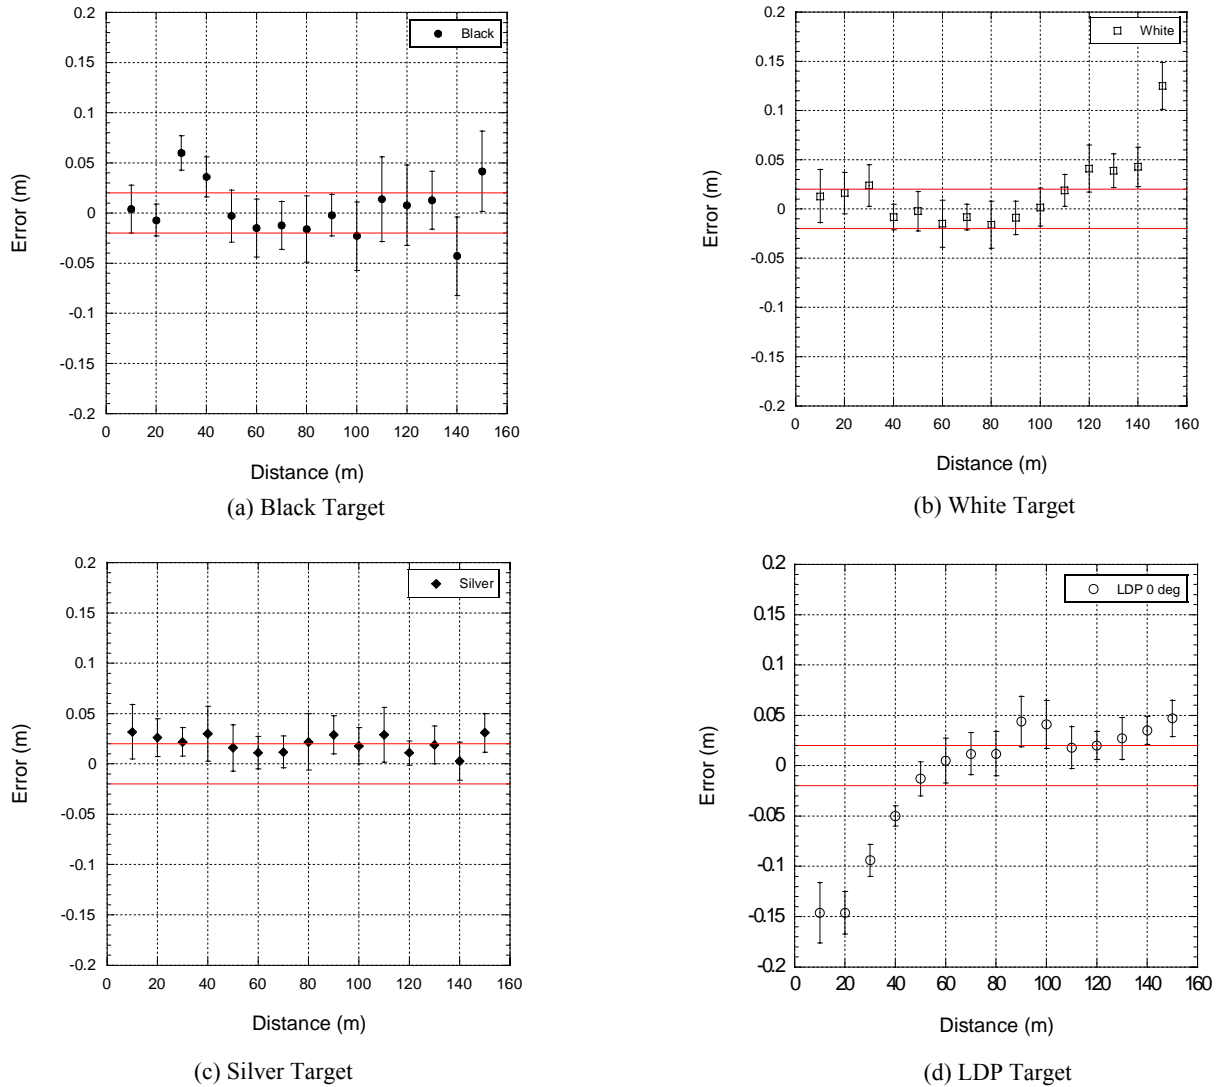 0.2
0.15
0.1
0.05
0
-0.05
-0.1
-0.15
-0.2
0 20 40 60 80 100 120 140 160
Black
Error (m)
Distance (m)
(a) Black Target
0.2
0.15
0.1
0.05
0
-0.05
-0.1
-0.15
-0.2
0 20 40 60 80 100 120 140 160
White
Error (m)
Distance (m)
(b) White Target
0.2
0.15
0.1
0.05
0
-0.05
-0.1
-0.15
-0.2
0 20 40 60 80 100 120 140 160
Silver
Error (m)
Distance (m)
(c) Silver Target
0.2
0.15
0.1
0.05
0
-0.05
-0.1
-0.15
-0.2
0 20 40 60 80 100 120 140 160
LDP 0 deg
Error (m)
Distance (m)
(d) LDP Target